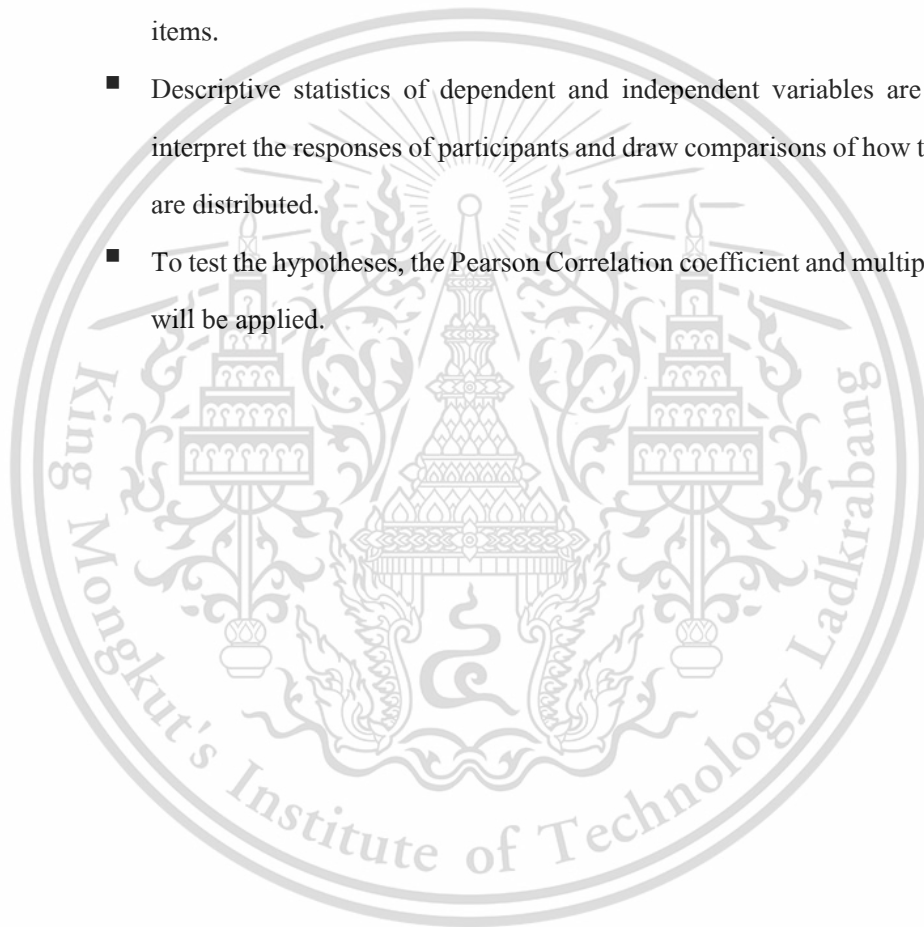 items.
▪ Descriptive statistics of dependent and independent variables are
interpret the responses of participants and draw comparisons of how t
are distributed.
▪ To test the hypotheses, the Pearson Correlation coefficient and multip
will be applied.
King Mongkut's Institute of Technology Ladkrabang